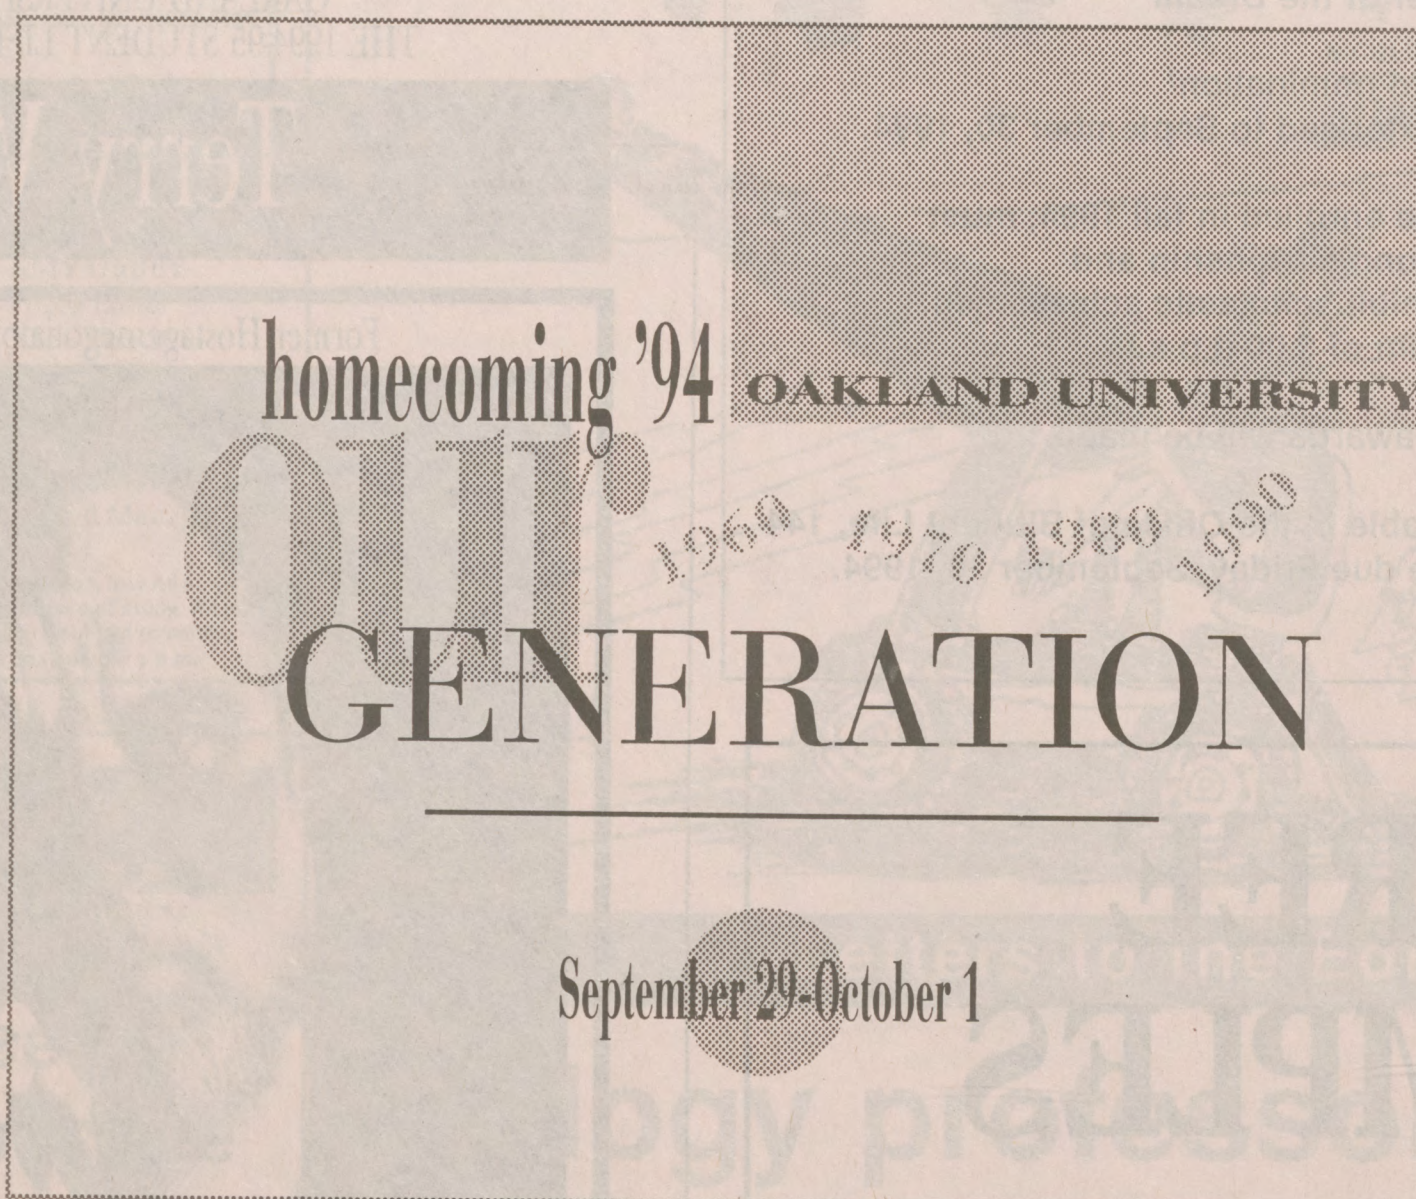 homecoming ’94
OAKLAND UNIVERSITY
our
1960 1970 1980 1990
GENERATION
September 29-October 1